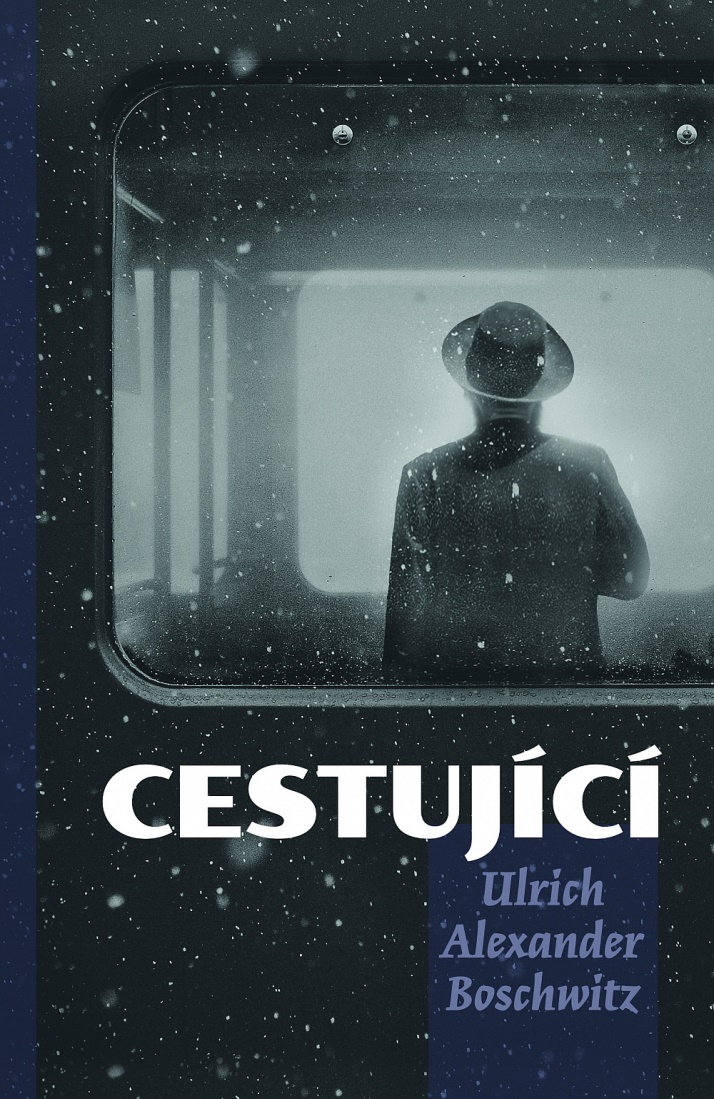 CESTUJÍCÍ
Ulrich
Alexander
Boschwitz